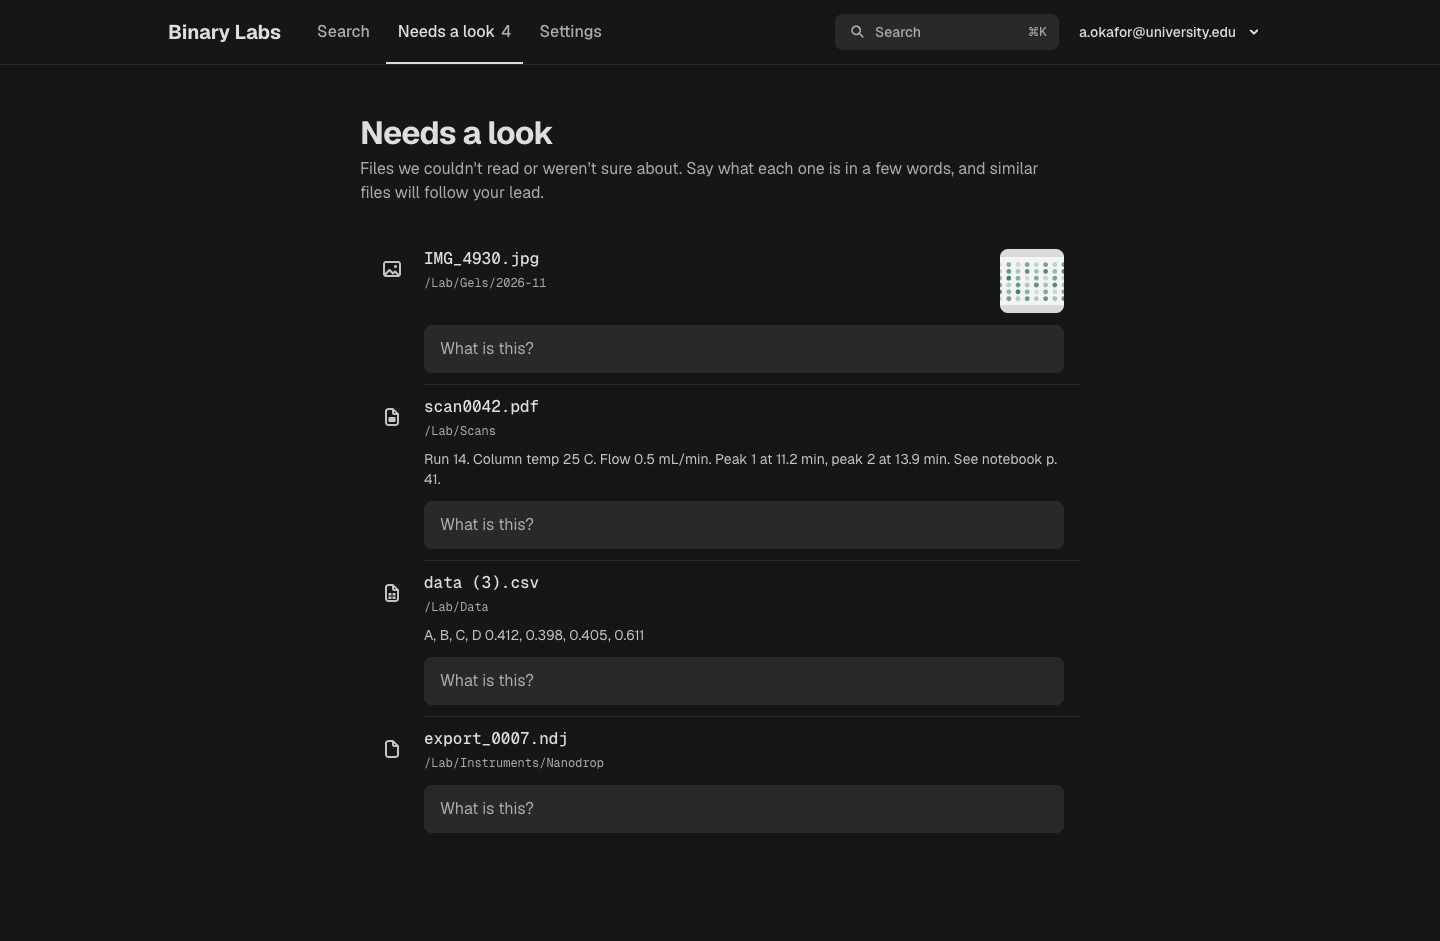 Binary Labs
Search
Needs a look 4
Settings
Search
⌘K
a.okafor@university.edu
Needs a look
Files we couldn't read or weren't sure about. Say what each one is in a few words, and similar
files will follow your lead.
IMG_4930.jpg
/Lab/Gels/2026-11
What is this?
scan0042.pdf
/Lab/Scans
Run 14. Column temp 25 C. Flow 0.5 mL/min. Peak 1 at 11.2 min, peak 2 at 13.9 min. See notebook p.
41.
What is this?
data (3).csv
/Lab/Data
A, B, C, D 0.412, 0.398, 0.405, 0.611
What is this?
export_0007.ndj
/Lab/Instruments/Nanodrop
What is this?